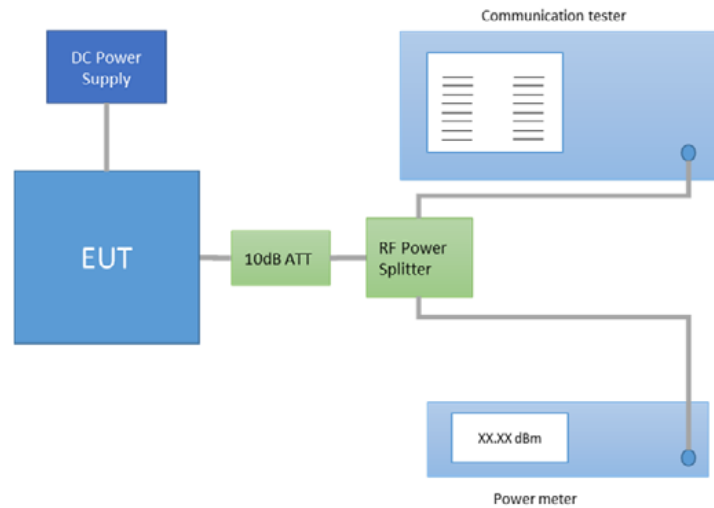 Communication tester
DC Power
Supply
EUT
10dB ATT
RF Power
Splitter
XX.XX dBm
Power meter